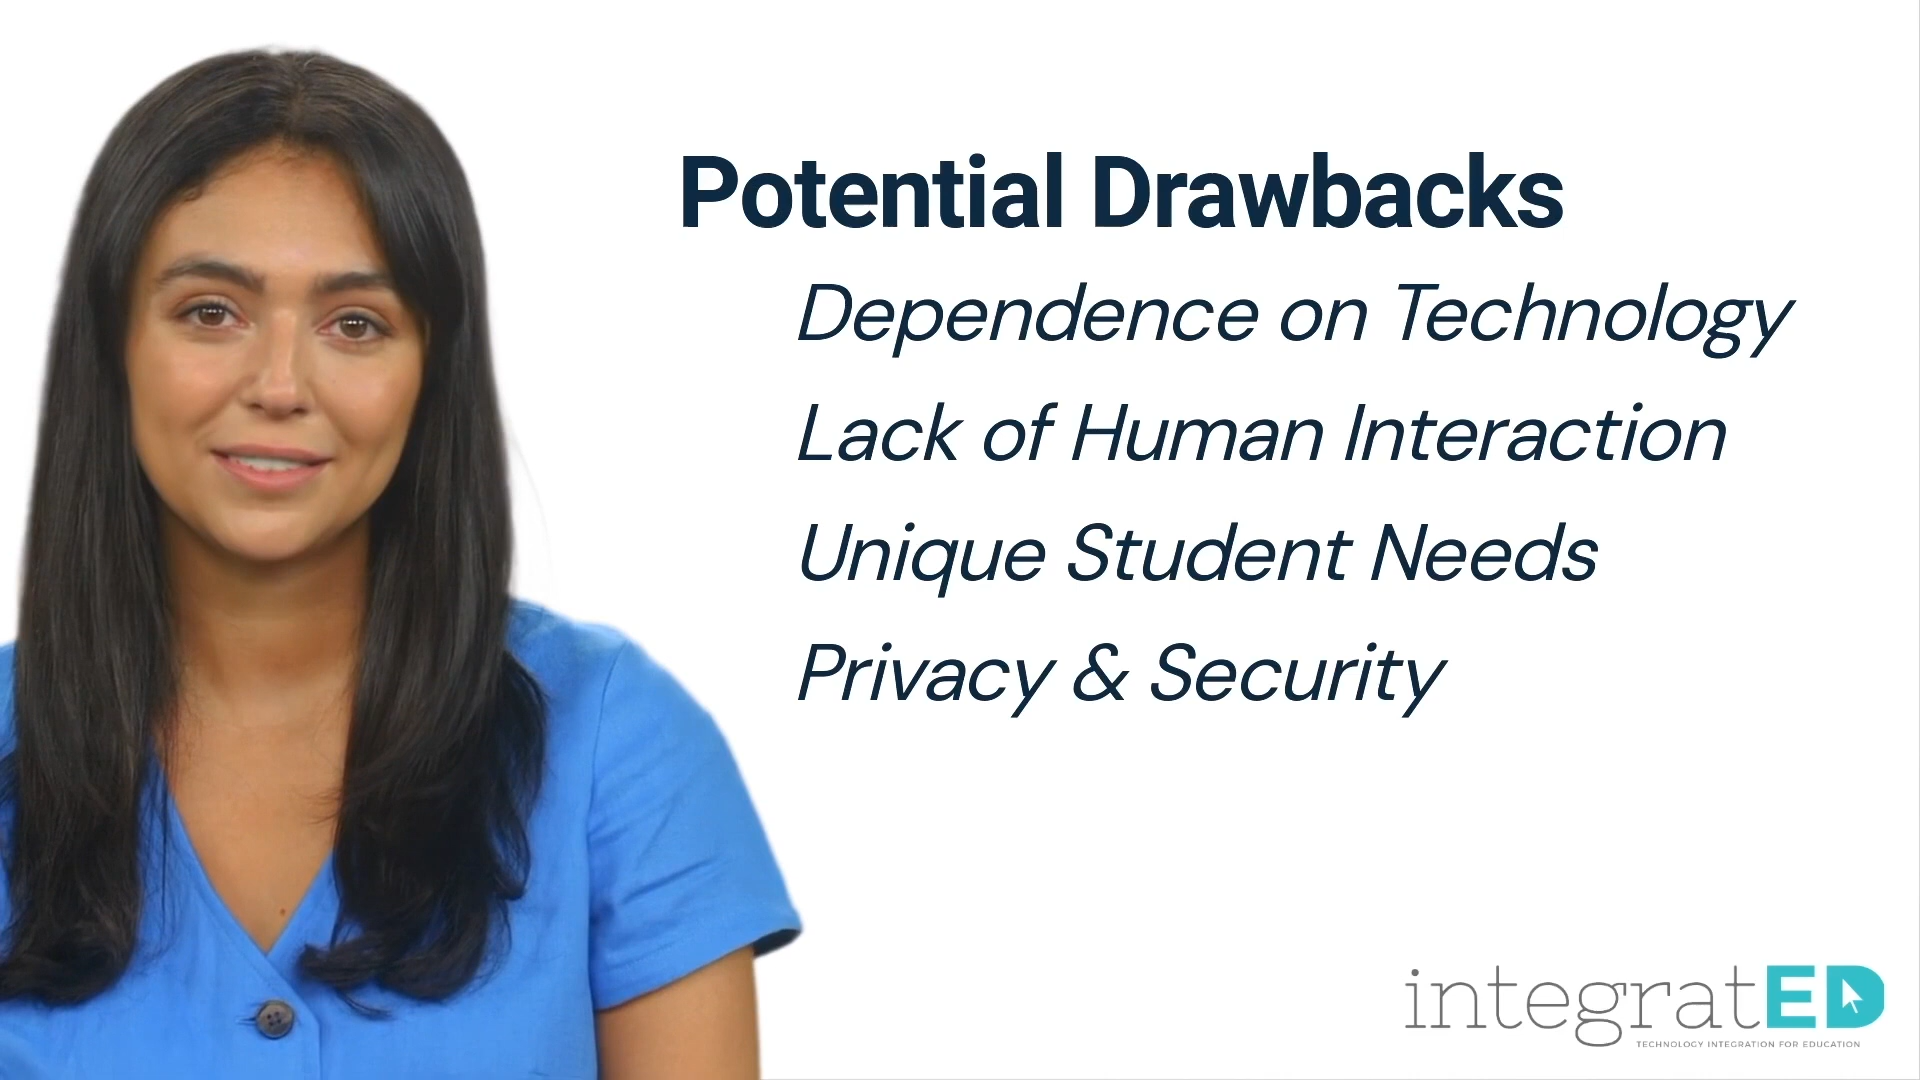 Potential Drawbacks
Dependence on Technology
Lack of Human Interaction
Unique Student Needs
Privacy & Security
integratED
TECHNOLOGY INTEGRATION FOR EDUCATION